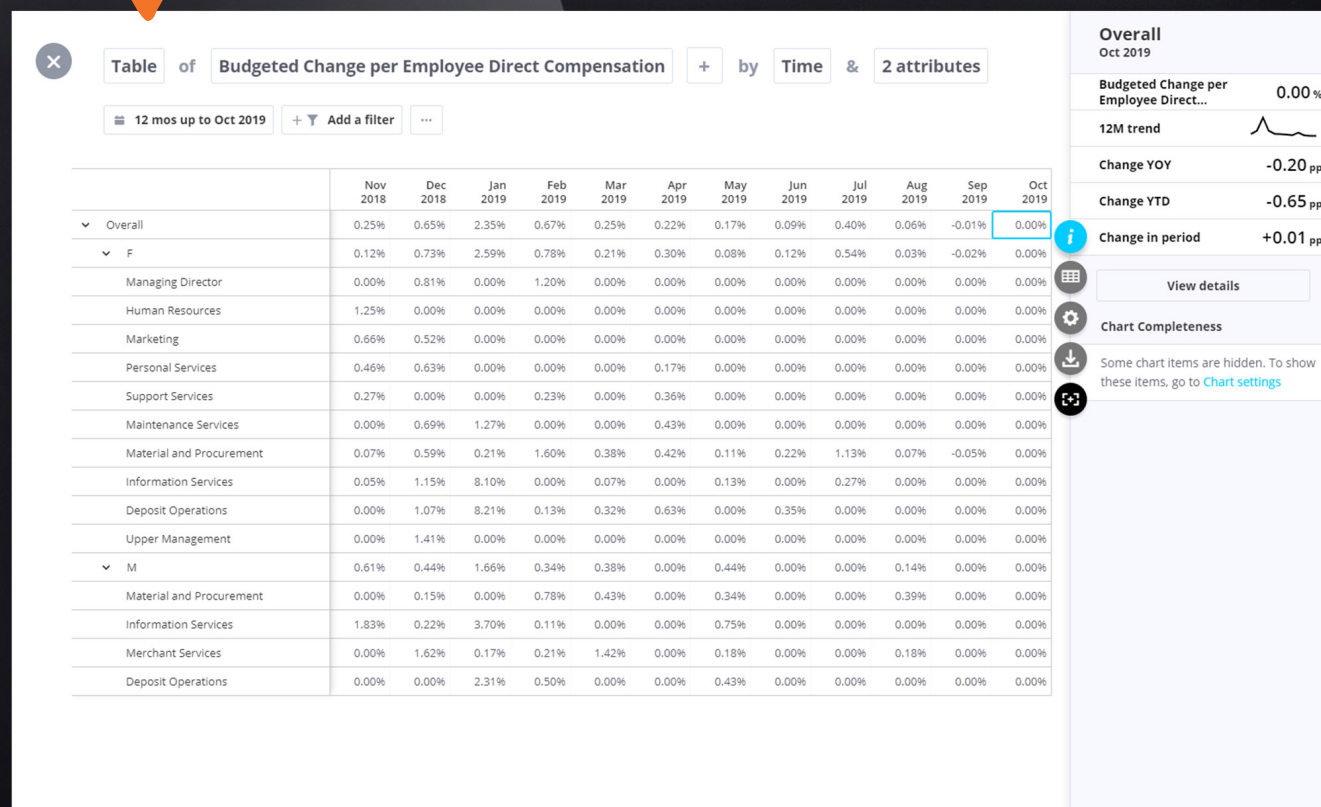 Table of Budgeted Change per Employee Direct Compensation + by Time & 2 attributes
12 mos up to Oct 2019 + Add a filter ...
Nov 2018 Dec 2018 Jan 2019 Feb 2019 Mar 2019 Apr 2019 May 2019 Jun 2019 Jul 2019 Aug 2019 Sep 2019 Oct 2019
Overall 0.25% 0.65% 2.35% 0.67% 0.25% 0.22% 0.17% 0.09% 0.40% 0.06% -0.01% 0.00%
F 0.12% 0.73% 2.59% 0.78% 0.21% 0.30% 0.08% 0.12% 0.54% 0.03% -0.02% 0.00%
Managing Director 0.00% 0.81% 0.00% 1.20% 0.00% 0.00% 0.00% 0.00% 0.00% 0.00% 0.00% 0.00%
Human Resources 1.25% 0.00% 0.00% 0.00% 0.00% 0.00% 0.00% 0.00% 0.00% 0.00% 0.00% 0.00%
Marketing 0.66% 0.52% 0.00% 0.00% 0.00% 0.00% 0.00% 0.00% 0.00% 0.00% 0.00% 0.00%
Personal Services 0.46% 0.63% 0.00% 0.00% 0.00% 0.17% 0.00% 0.00% 0.00% 0.00% 0.00% 0.00%
Support Services 0.27% 0.00% 0.00% 0.23% 0.00% 0.36% 0.00% 0.00% 0.00% 0.00% 0.00% 0.00%
Maintenance Services 0.00% 0.69% 1.27% 0.00% 0.00% 0.43% 0.00% 0.00% 0.00% 0.00% 0.00% 0.00%
Material and Procurement 0.07% 0.59% 0.21% 1.60% 0.38% 0.42% 0.11% 0.22% 1.13% 0.07% -0.05% 0.00%
Information Services 0.05% 1.15% 8.10% 0.00% 0.07% 0.00% 0.13% 0.00% 0.27% 0.00% 0.00% 0.00%
Deposit Operations 0.00% 1.07% 8.21% 0.13% 0.32% 0.63% 0.00% 0.35% 0.00% 0.00% 0.00% 0.00%
Upper Management 0.00% 1.41% 0.00% 0.00% 0.00% 0.00% 0.00% 0.00% 0.00% 0.00% 0.00% 0.00%
M 0.61% 0.44% 1.66% 0.34% 0.38% 0.00% 0.44% 0.00% 0.00% 0.14% 0.00% 0.00%
Material and Procurement 0.00% 0.15% 0.00% 0.78% 0.43% 0.00% 0.34% 0.00% 0.00% 0.39% 0.00% 0.00%
Information Services 1.83% 0.22% 3.70% 0.11% 0.00% 0.00% 0.75% 0.00% 0.00% 0.00% 0.00% 0.00%
Merchant Services 0.00% 1.62% 0.17% 0.21% 1.42% 0.00% 0.18% 0.00% 0.00% 0.18% 0.00% 0.00%
Deposit Operations 0.00% 0.00% 2.31% 0.50% 0.00% 0.00% 0.43% 0.00% 0.00% 0.00% 0.00% 0.00%
i
Overall
Oct 2019
Budgeted Change per
Employee Direct... 0.00 %
12M trend
Change YOY -0.20 pp
Change YTD -0.65 pp
Change in period +0.01 pp
View details
Chart Completeness
Some chart items are hidden. To show
these items, go to Chart settings